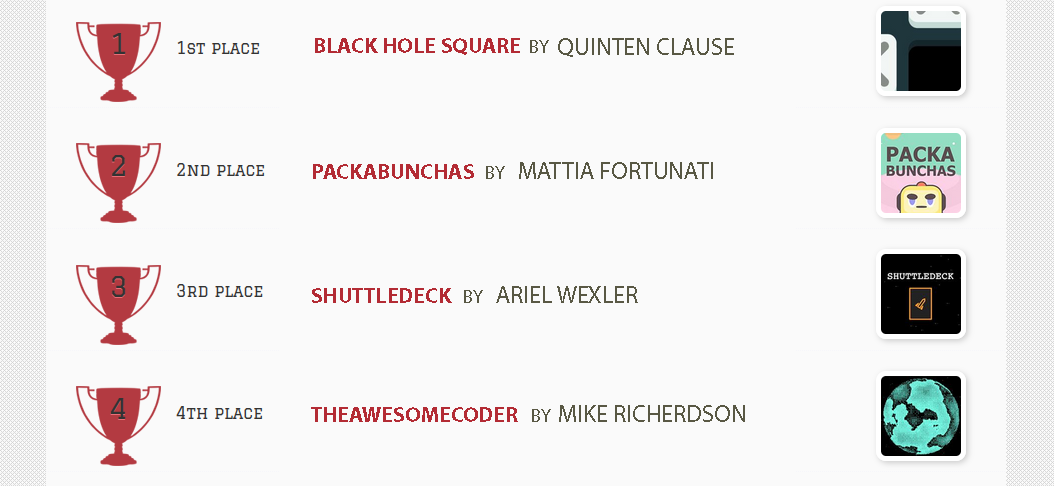 1
1ST PLACE
BLACK HOLE SQUARE BY QUINTEN CLAUSE
2
2ND PLACE
PACKABUNCHAS BY MATTIA FORTUNATI
PACKA
BUNCHAS
3
3RD PLACE
SHUTTLEDECK BY ARIEL WEXLER
SHUTTLEDECK
4
4TH PLACE
THEAWESOMECODER BY MIKE RICHERDSON